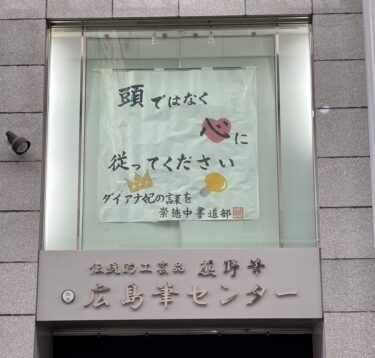 頭ではなく
心に
従ってください
ダイアナ妃の言葉を
崇徳中書道部
伝統的工芸品 熊野筆
広島筆センター